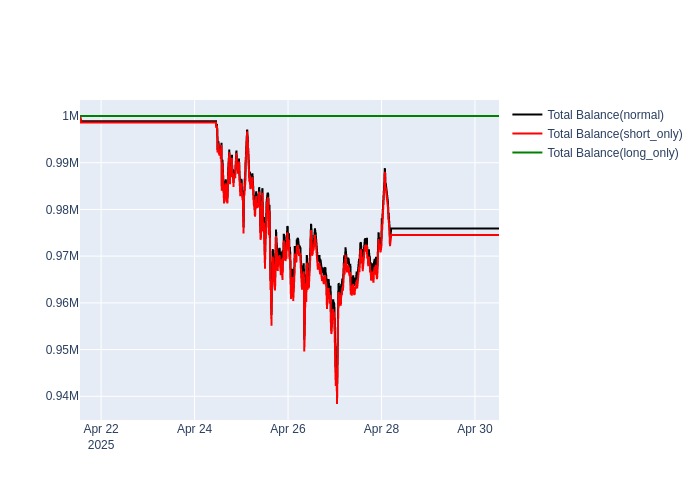 1M
0.99M
0.98M
0.97M
0.96M
0.95M
0.94M
Apr 22
2025
Apr 24
Apr 26
Apr 28
Apr 30
Total Balance(normal)
Total Balance(short_only)
Total Balance(long_only)